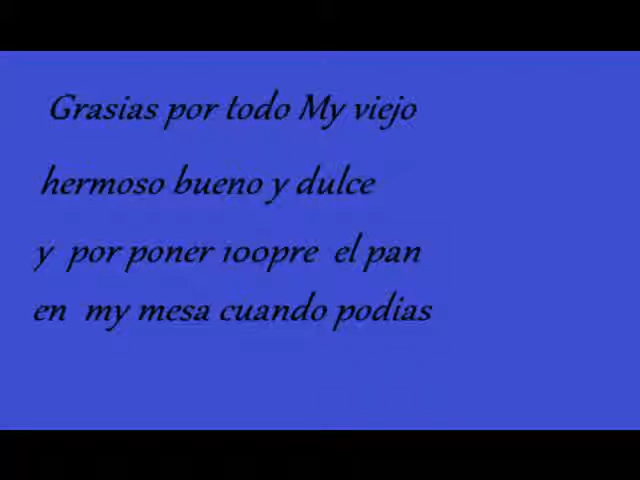 Grasias por todo My viejo
hermoso bueno y dulce
y por poner 100pre el pan
en my mesa cuando podias